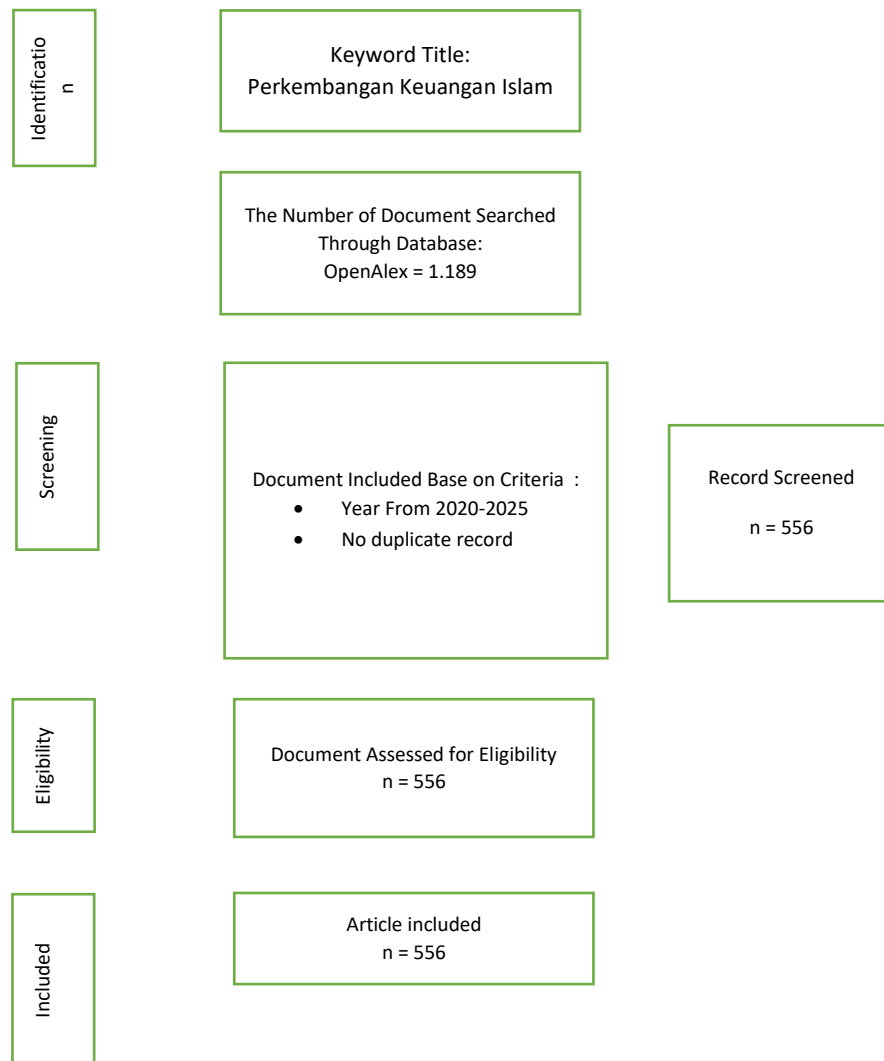 Identificatio
n
Keyword Title:
Perkembangan Keuangan Islam
The Number of Document Searched
Through Database:
OpenAlex = 1.189
Screening
Document Included Base on Criteria :
• Year From 2020-2025
• No duplicate record
Record Screened
n = 556
Eligibility
Document Assessed for Eligibility
n = 556
Included
Article included
n = 556